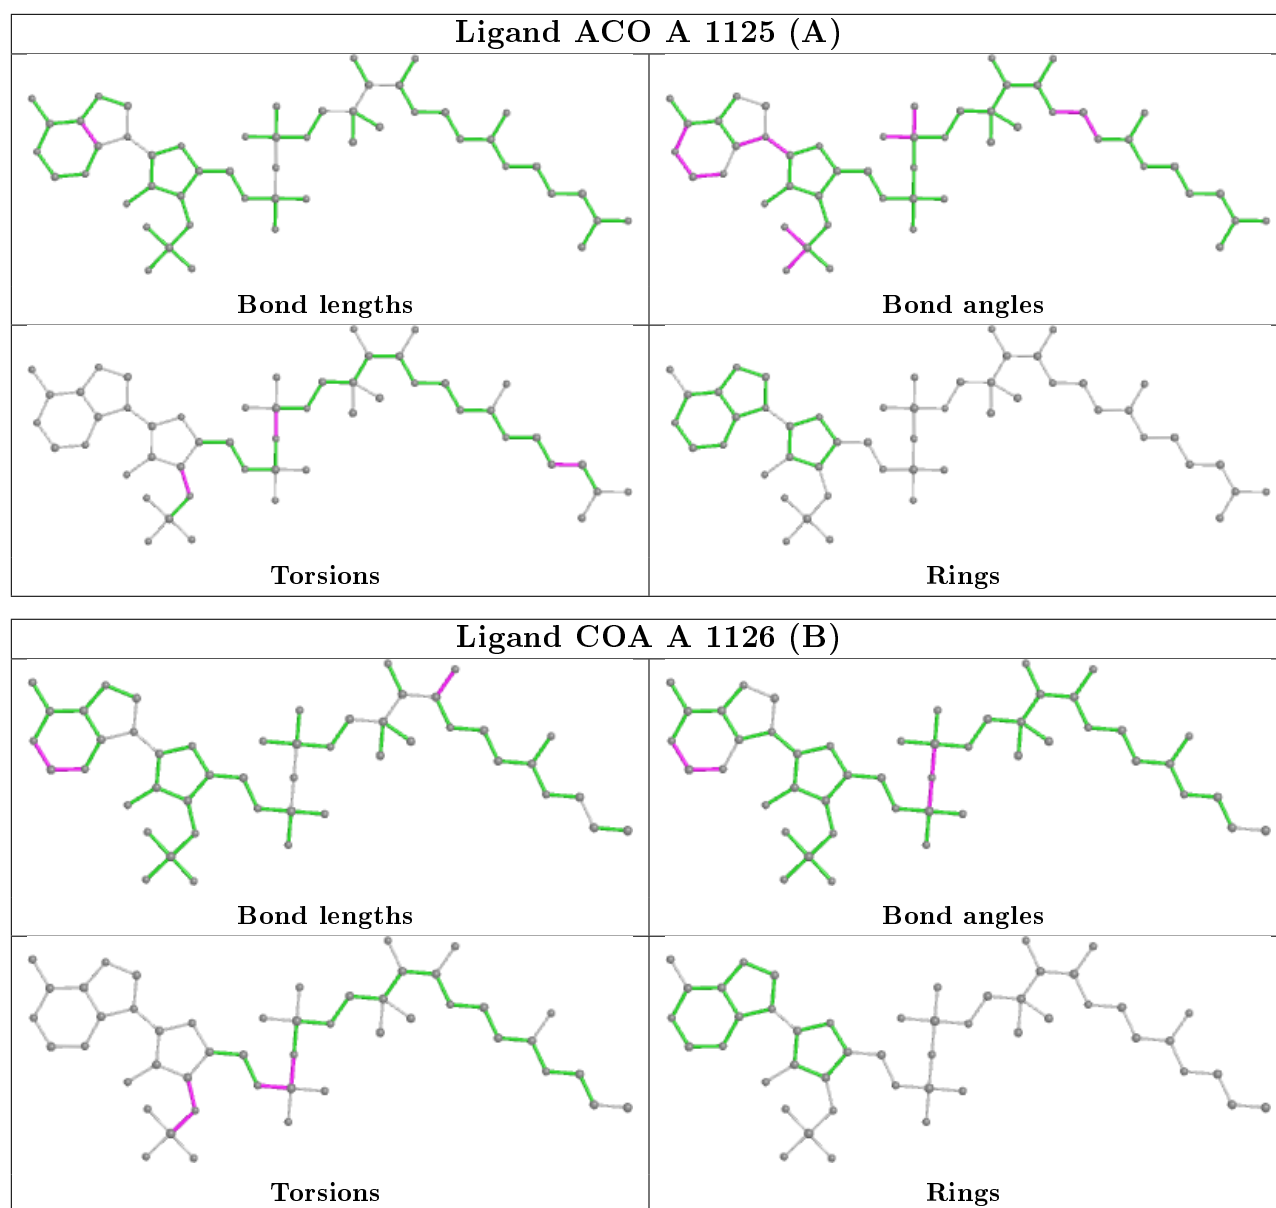 Ligand ACO A 1125 (A)
Bond lengths
Bond angles
Torsions
Rings
Ligand COA A 1126 (B)
Bond lengths
Bond angles
Torsions
Rings